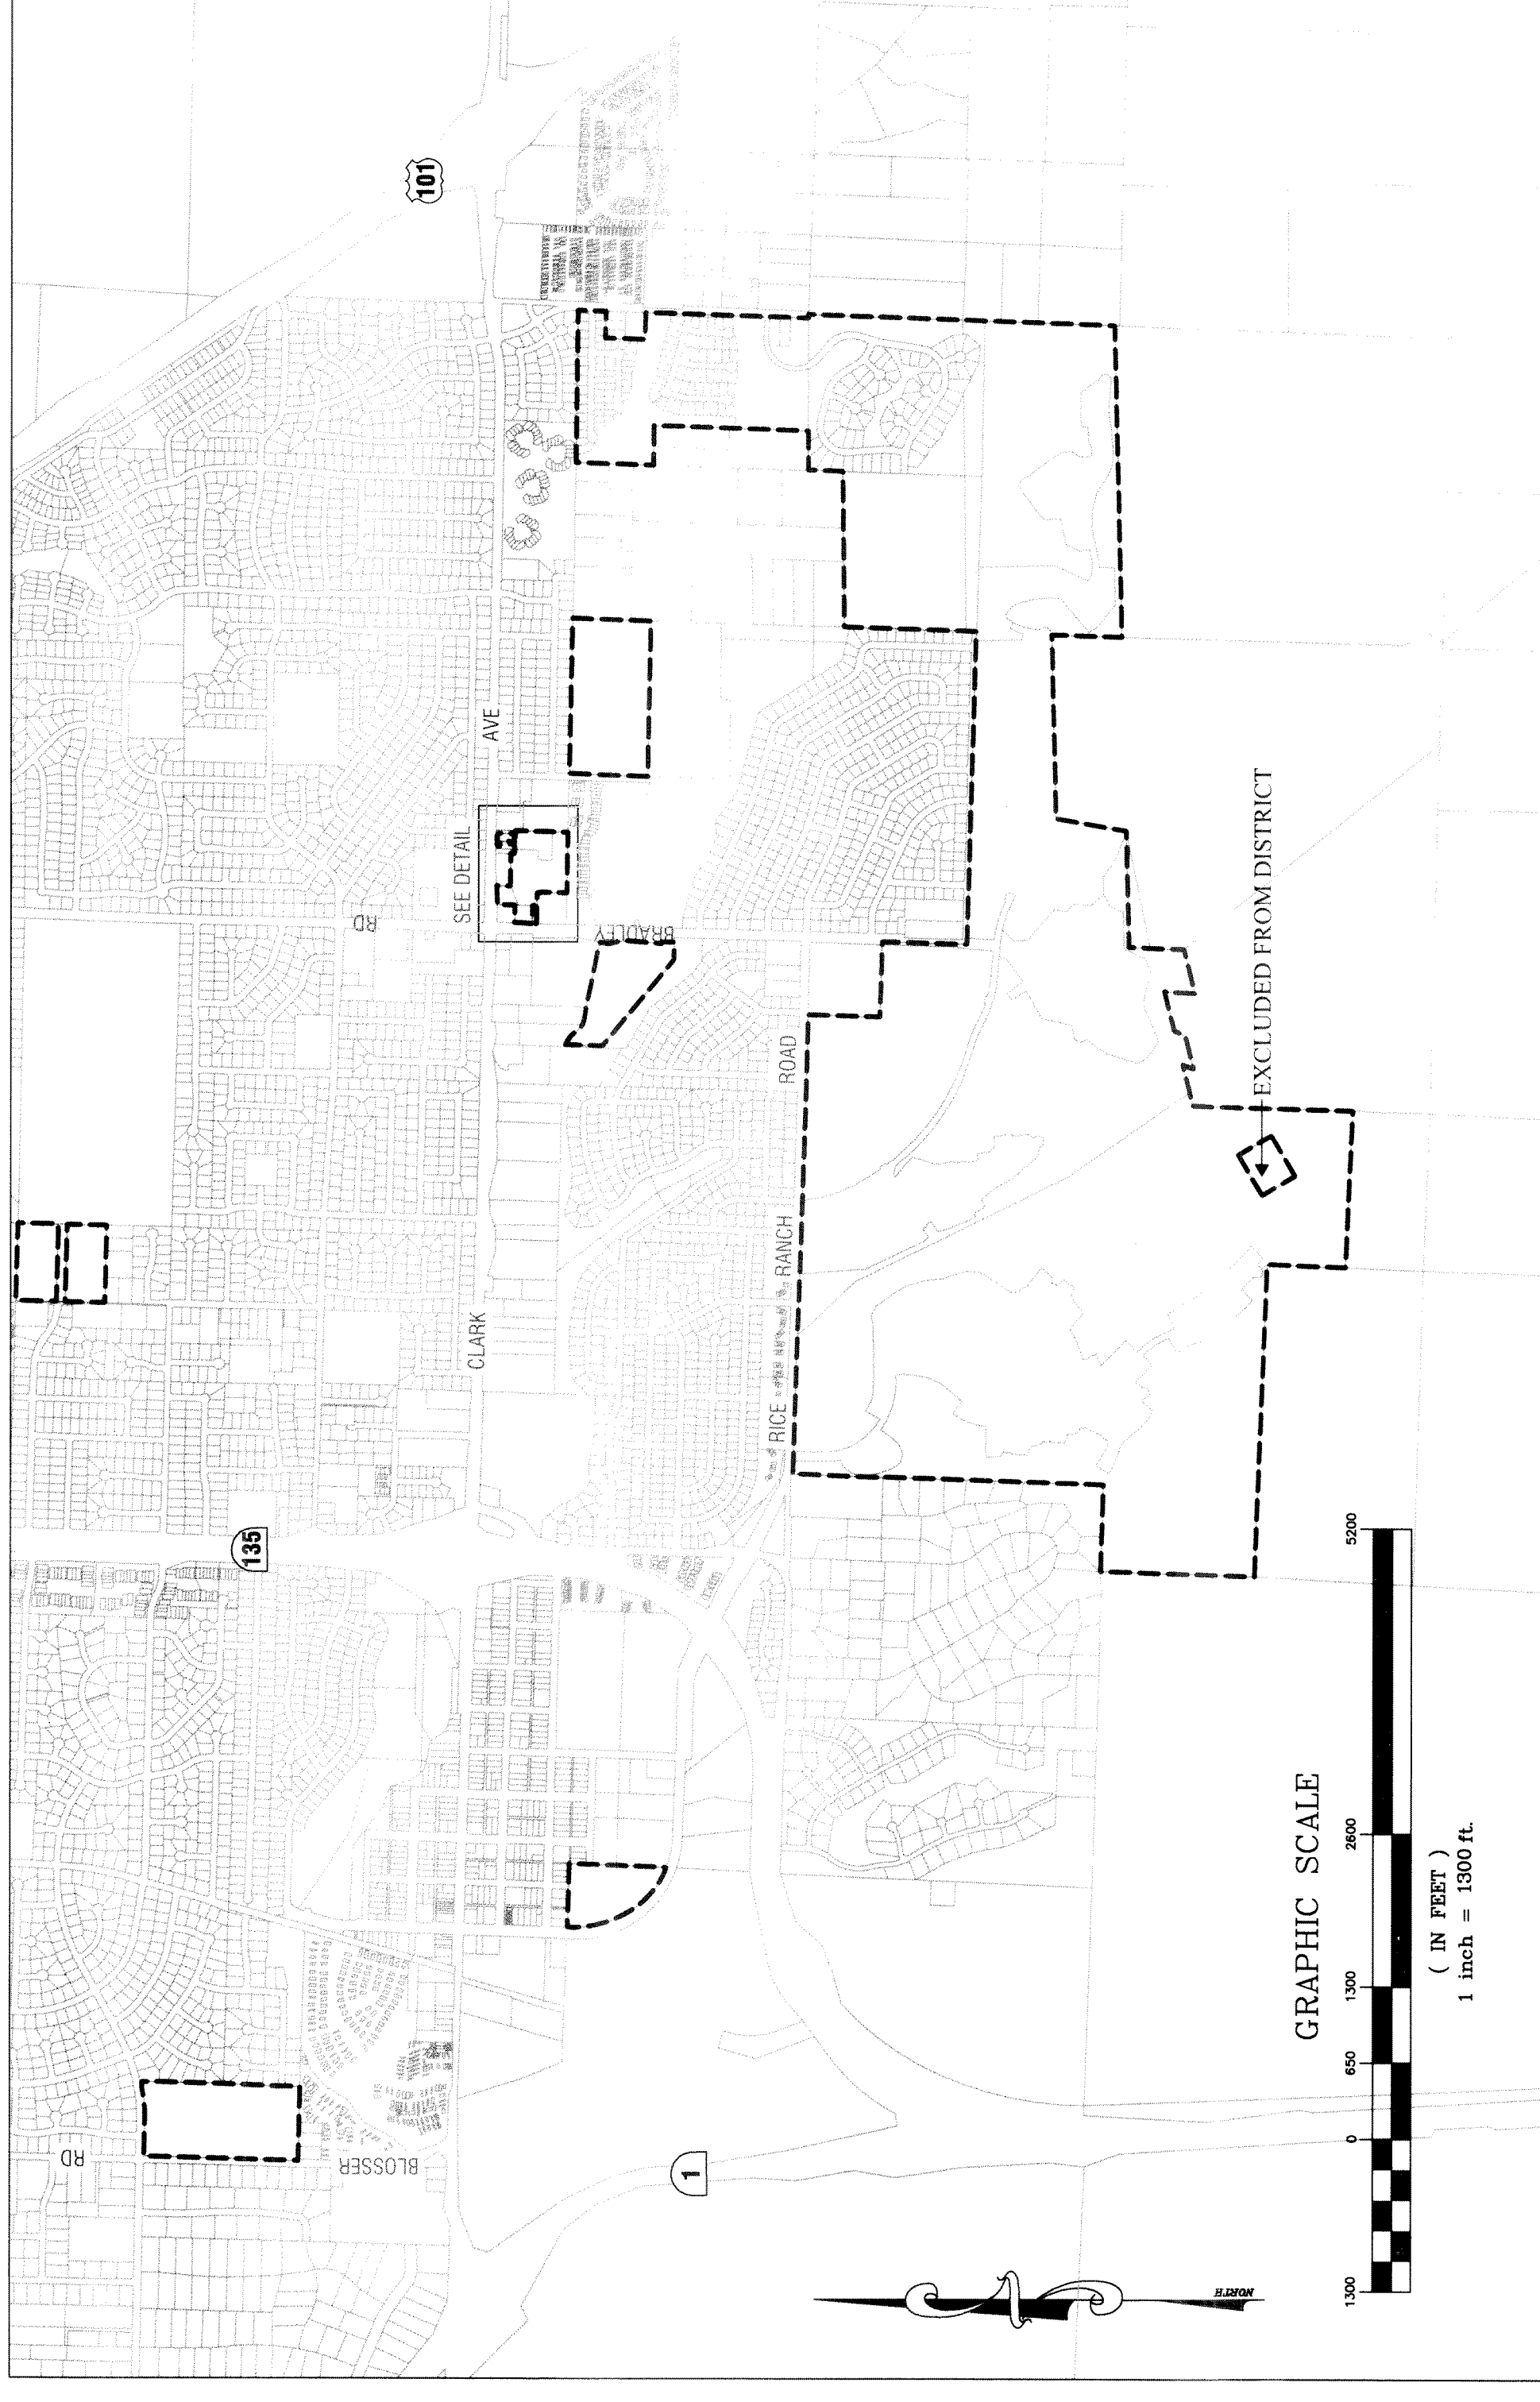 101
135
1
RD
BLOSSER
RD
BRADLEY
CLARK
AVE
SEE DETAIL
RICE
RANCH
ROAD
EXCLUDED FROM DISTRICT
NORTH
GRAPHIC SCALE
1300
0
650
1300
2600
5200
( IN FEET )
1 inch = 1300 ft.